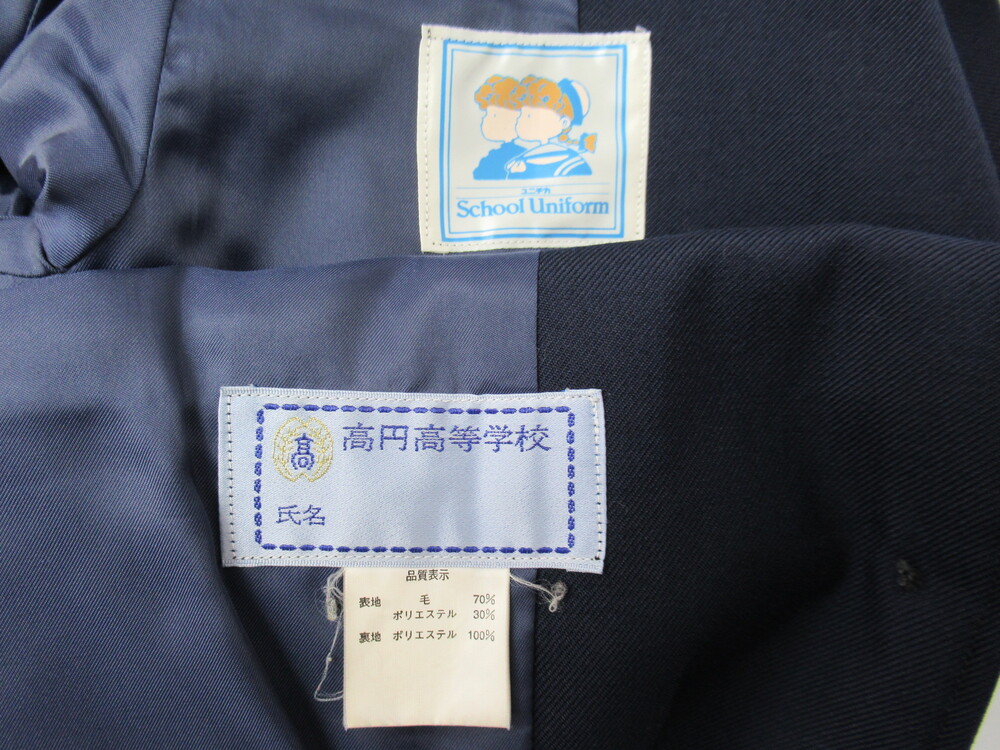 ユニチカ
School Uniform
高
高円高等学校
氏名
品質表示
表地 毛 70%
ポリエステル 30%
裏地 ポリエステル 100%